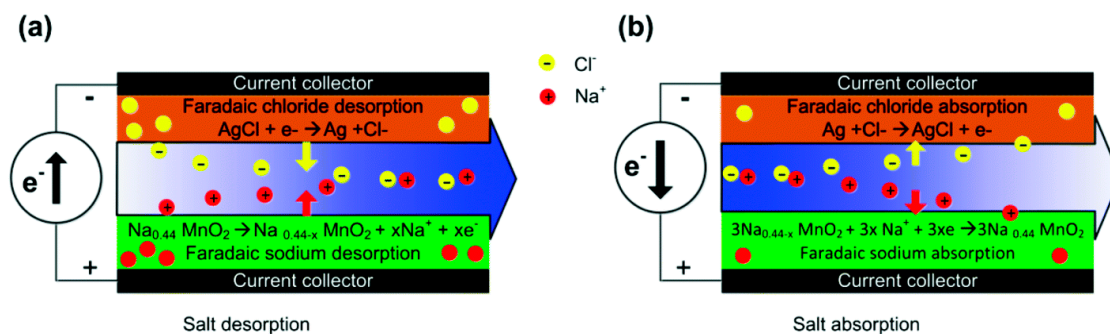 (a)
Current collector
-
Faradaic chloride desorption
AgCl + e- →Ag +Cl-
e-
Na0.44 MnO2 → Na 0.44-x MnO2 + xNa+ + xe-
Faradaic sodium desorption
+
Current collector
Salt desorption
- Cl-
+ Na+
(b)
Current collector
-
Faradaic chloride absorption
Ag +Cl- →AgCl + e-
e-
3Na0.44-x MnO2 + 3x Na+ + 3xe →3Na 0.44 MnO2
Faradaic sodium absorption
+
Current collector
Salt absorption